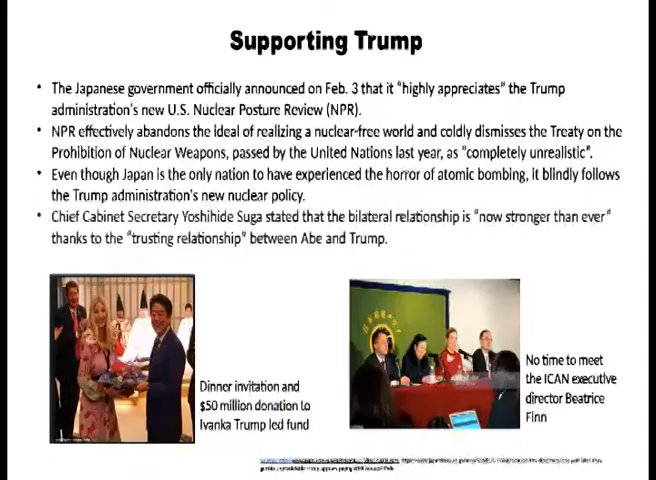 Supporting Trump
• The Japanese government officially announced on Feb. 3 that it "highly appreciates" the Trump
administration's new U.S. Nuclear Posture Review (NPR).
• NPR effectively abandons the ideal of realizing a nuclear-free world and coldly dismisses the Treaty on the
Prohibition of Nuclear Weapons, passed by the United Nations last year, as "completely unrealistic".
• Even though Japan is the only nation to have experienced the horror of atomic bombing, it blindly follows
the Trump administration's new nuclear policy.
• Chief Cabinet Secretary Yoshihide Suga stated that the bilateral relationship is "now stronger than ever"
thanks to the "trusting relationship" between Abe and Trump.
Dinner invitation and
$50 million donation to
Ivanka Trump led fund
No time to meet
the ICAN executive
director Beatrice
Finn